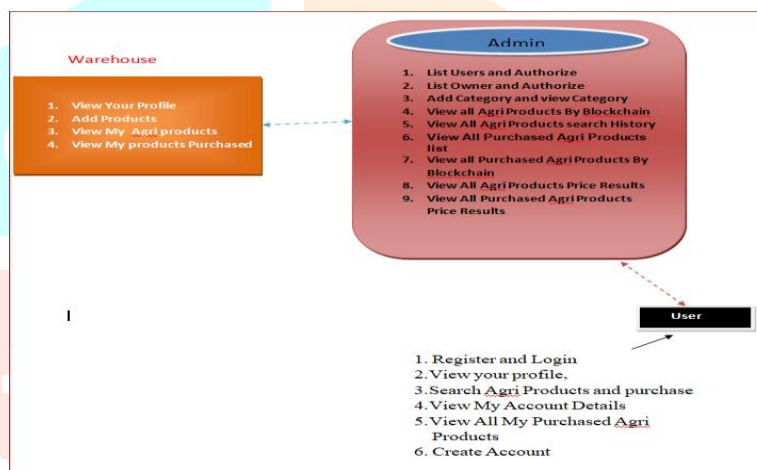 Warehouse
1. View Your Profile
2. Add Products
3. View My Agri products
4. View My products Purchased
Admin
1. List Users and Authorize
2. List Owner and Authorize
3. Add Category and view Category
4. View all Agri Products By Blockchain
5. View All Agri Products search History
6. View All Purchased Agri Products
list
7. View all Purchased Agri Products By
Blockchain
8. View All Agri Products Price Results
9. View All Purchased Agri Products
Price Results
User
1. Register and Login
2. View your profile,
3. Search Agri Products and purchase
4. View My Account Details
5. View All My Purchased Agri
Products
6. Create Account